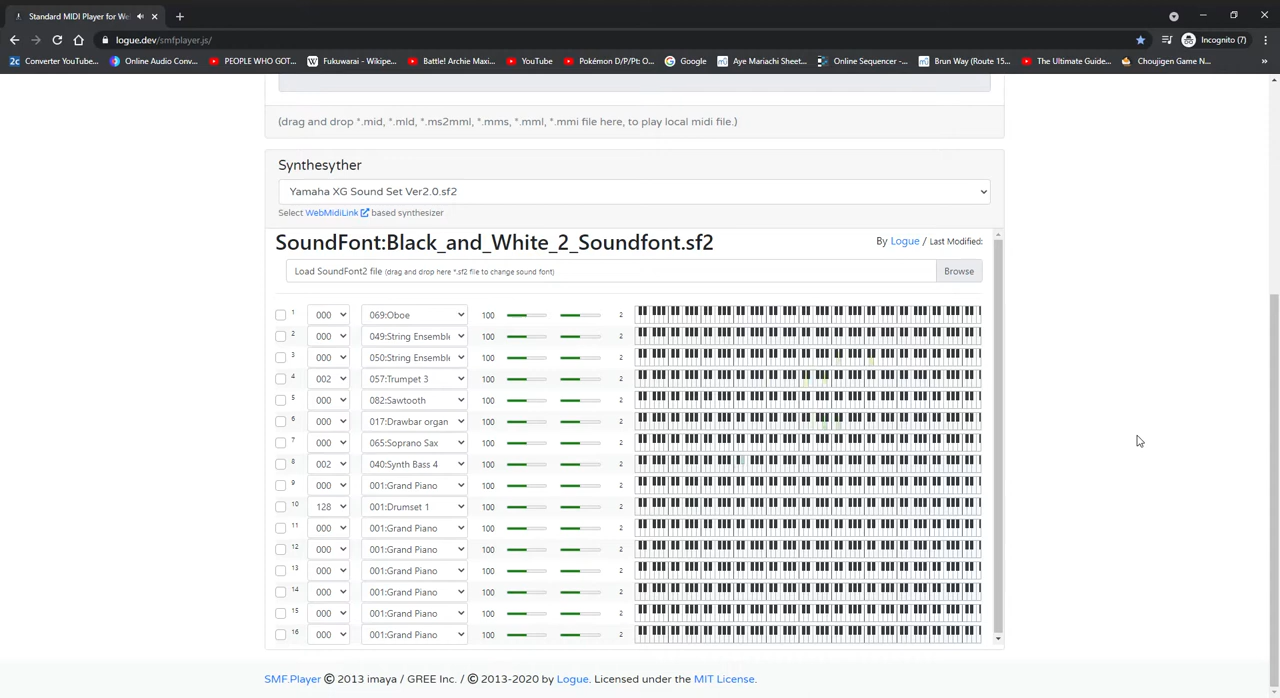 Standard MIDI Player for We
Incognito (7)
logue.dev/smfplayer.js/
2c Converter YouTube... Online Audio Conv... PEOPLE WHO GOT... W Fukuwarai - Wikipe... Battle! Archie Maxi... YouTube Pokémon D/P/Pt: O... Google Aye Mariachi Sheet... Online Sequencer -... Brun Way (Route 15... The Ultimate Guide... Choujigen Game N...
(drag and drop *.mid, *.mld, *.ms2mml, *.mms, *.mml, *.mmi file here, to play local midi file.)
Synthesyther
Yamaha XG Sound Set Ver2.0.sf2
Select WebMidiLink based synthesizer
SoundFont:Black_and_White_2_Soundfont.sf2
By Logue / Last Modified:
Load SoundFont2 file (drag and drop here *.sf2 file to change sound font)
Browse
1 000 069:Oboe 100 2
2 000 049:String Ensembl 100 2
3 000 050:String Ensembl 100 2
4 002 057:Trumpet 3 100 2
5 000 082:Sawtooth 100 2
6 000 017:Drawbar organ 100 2
7 000 065:Soprano Sax 100 2
8 002 040:Synth Bass 4 100 2
9 000 001:Grand Piano 100 2
10 128 001:Drumset 1 100 2
11 000 001:Grand Piano 100 2
12 000 001:Grand Piano 100 2
13 000 001:Grand Piano 100 2
14 000 001:Grand Piano 100 2
15 000 001:Grand Piano 100 2
16 000 001:Grand Piano 100 2
SMF.Player © 2013 imaya / GREE Inc. / © 2013-2020 by Logue. Licensed under the MIT License.